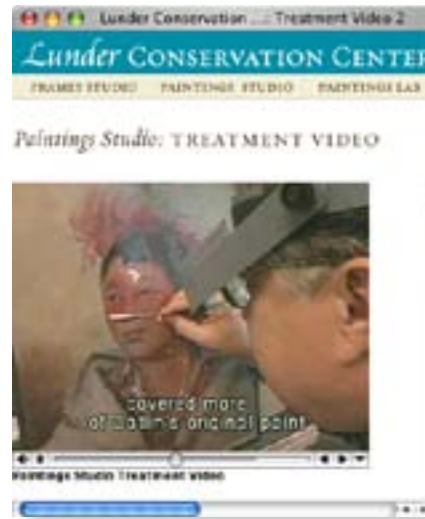 Lunder Conservation ...: Treatment Video 2
Lunder CONSERVATION CENTER
FRAMES STUDIO PAINTINGS STUDIO PAINTINGS LAB
Paintings Studio: TREATMENT VIDEO
covered more
of Catlin's original paint
Paintings Studio Treatment Video